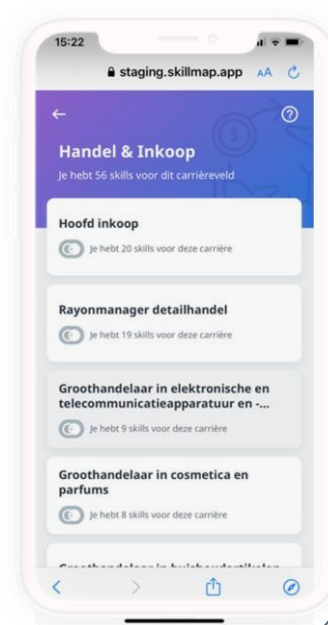 15:22
staging.skillmap.app AA
Handel & Inkoop
Je hebt 56 skills voor dit carrièreveld
Hoofd inkoop
Je hebt 20 skills voor deze carrière
Rayonmanager detailhandel
Je hebt 19 skills voor deze carrière
Groothandelaar in elektronische en
telecommunicatieapparatuur en -...
Je hebt 9 skills voor deze carrière
Groothandelaar in cosmetica en
parfums
Je hebt 8 skills voor deze carrière
Groothandelaar in huishoudartikelen